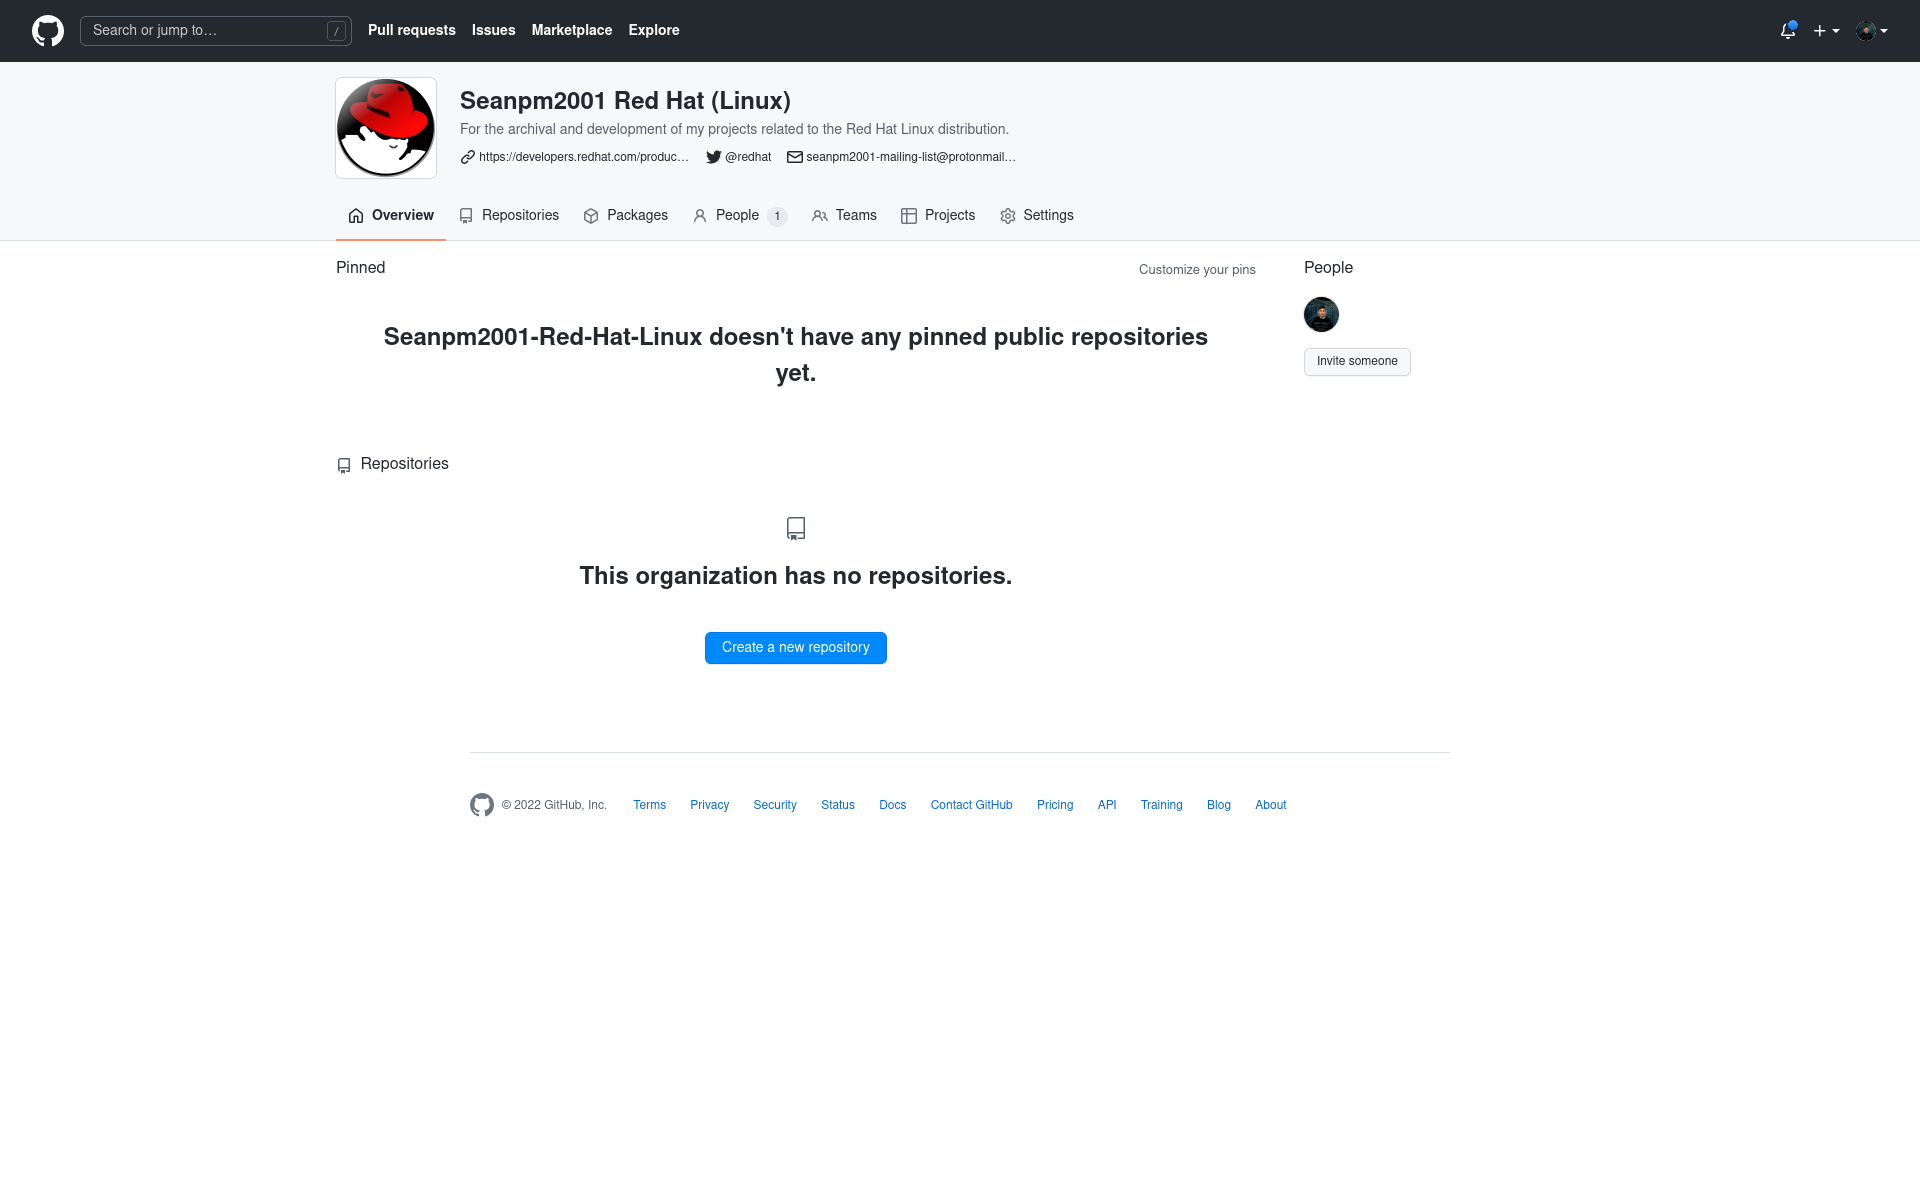 Search or jump to… /
Pull requests Issues Marketplace Explore
Seanpm2001 Red Hat (Linux)
For the archival and development of my projects related to the Red Hat Linux distribution.
https://developers.redhat.com/produc… @redhat seanpm2001-mailing-list@protonmail…
Overview Repositories Packages People 1 Teams Projects Settings
Pinned
Customize your pins
Seanpm2001-Red-Hat-Linux doesn't have any pinned public repositories
yet.
People
Invite someone
Repositories
This organization has no repositories.
Create a new repository
© 2022 GitHub, Inc. Terms Privacy Security Status Docs Contact GitHub Pricing API Training Blog About